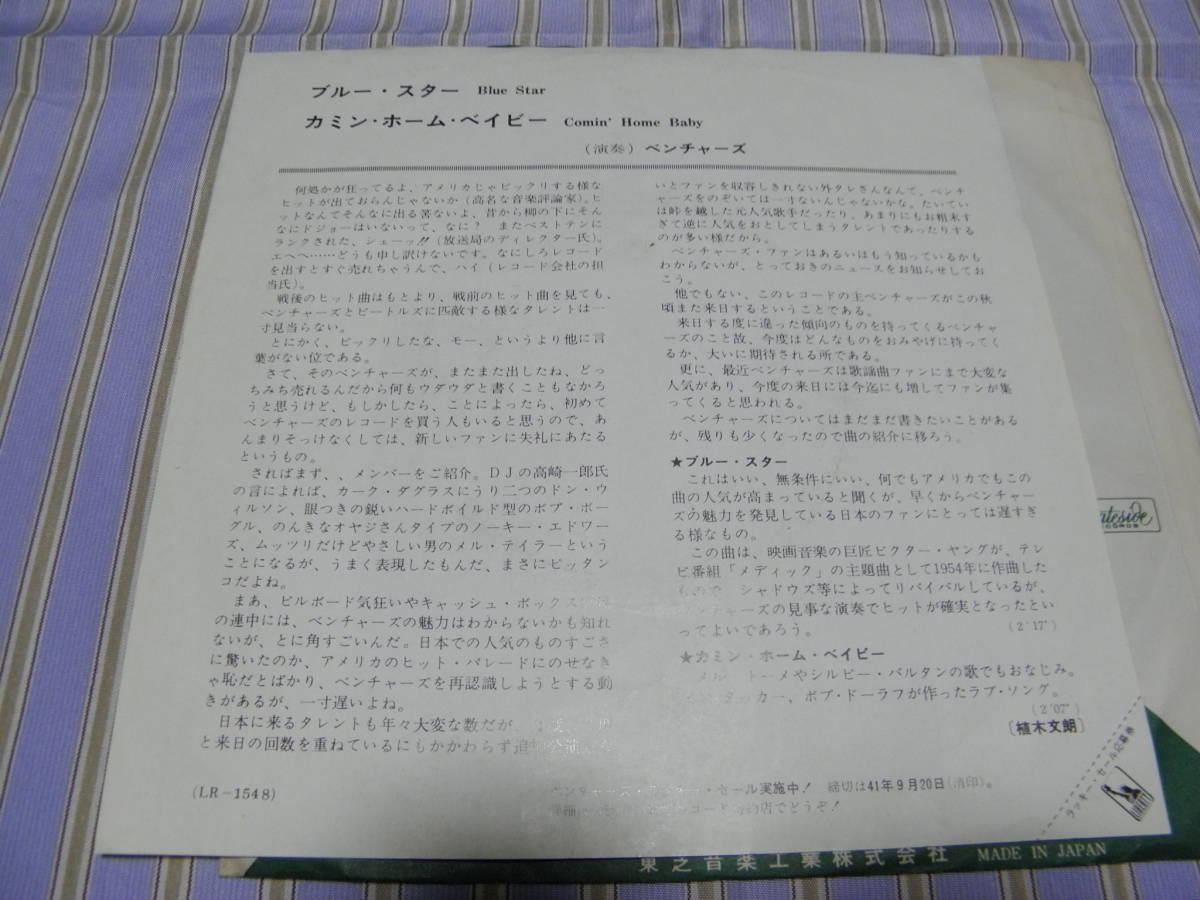 ブルー・スター Blue Star
カミン・ホーム・ベイビー Comin' Home Baby
（演奏）ベンチャーズ
何処かが狂ってるよ、アメリカじゃビックリする様な
ヒットが出ておらんじゃないか（高名な音楽評論家）。ヒ
ットなんてそんなに出る筈ないよ、昔から柳の下にそん
なにドジョーはいないって、なに？ またベストテンに
ランクされた、シェーッ!!（放送局のディレクター氏）。
エヘヘ……どうも申し訳けないです。なにしろレコード
を出すとすぐ売れちゃうんで、ハイ（レコード会社の担
当氏）。
戦後のヒット曲はもとより、戦前のヒット曲を見ても、
ベンチャーズとビートルズに匹敵する様なタレントは一
寸見当らない。
とにかく、ビックリしたな、モー、というより他に言
葉がない位である。
さて、そのベンチャーズが、またまた出したね、どっ
ちみち売れるんだから何もウダウダと書くこともなかろ
うと思うけど、もしかしたら、ことによったら、初めて
ベンチャーズのレコードを買う人もいると思うので、あ
んまりそっけなくしては、新しいファンに失礼にあたる
というもの。
さればまず、、メンバーをご紹介。ＤＪの高崎一郎氏
の言によれば、カーク・ダグラスにうり二つのドン・ウ
ィルソン、眼つきの鋭いハードボイルド型のボブ・ボー
グル、のんきなオヤジさんタイプのノーキー・エドワー
ズ、ムッツリだけどやさしい男のメル・テイラーという
ことになるが、うまく表現したもんだ、まさにピッタン
コだよね。
まあ、ビルボード気狂いやキャッシュ・ボックス
の連中には、ベンチャーズの魅力はわからないかも知れ
ないが、とに角すごいんだ。日本での人気のものすごさ
に驚いたのか、アメリカのヒット・パレードにのせなき
ゃ恥だとばかり、ベンチャーズを再認識しようとする動
きがあるが、一寸遅いよね。
日本に来るタレントも年々大変な数だが
と来日の回数を重ねているにもかかわらず追加公演
いとファンを収容しきれない外タレさんなんて、ベンチ
ャーズをのぞいては一寸ないんじゃないかな。たいてい
は峠を越した元人気歌手だったり、あまりにもお粗末す
ぎて逆に人気をおとしてしまうタレントであったりする
のが多い様だから。
ベンチャーズ・ファンはあるいはもう知っているかも
わからないが、とっておきのニュースをお知らせしてお
こう。
他でもない、このレコードの主ベンチャーズがこの秋
頃また来日するということである。
来日する度に違った傾向のものを持ってくるベンチャ
ーズのこと故、今度はどんなものをおみやげに持ってく
るか、大いに期待される所である。
更に、最近ベンチャーズは歌謡曲ファンにまで大変な
人気があり、今度の来日には今迄にも増してファンが集
ってくると思われる。
ベンチャーズについてはまだまだ書きたいことがある
が、残りも少くなったので曲の紹介に移ろう。
★ブルー・スター
これはいい、無条件にいい、何でもアメリカでもこの
曲の人気が高まっていると聞くが、早くからベンチャー
ズの魅力を発見している日本のファンにとっては遅すぎ
る様なもの。
この曲は、映画音楽の巨匠ビクター・ヤングが、テレ
ビ番組「メディック」の主題曲として1954年に作曲した
もので シャドウズ等によってリバイバルしているが、
ベンチャーズの見事な演奏でヒットが確実となったとい
ってよいであろう。 （2′17″）
★カミン・ホーム・ベイビー
メル・トーメやシルビー・バルタンの歌でもおなじみ。
タッカー、ボブ・ドーラフが作ったラブ・ソング。
（2′07″）
〔植木文朗〕
(LR－1548)
ベンチャーズ・ ・セール実施中！ 締切は41年9月20日（消印）。
レコード 店でどうぞ！
ラッキー・セール応募券
LIBERTY
東芝音楽工業株式会社 MADE IN JAPAN